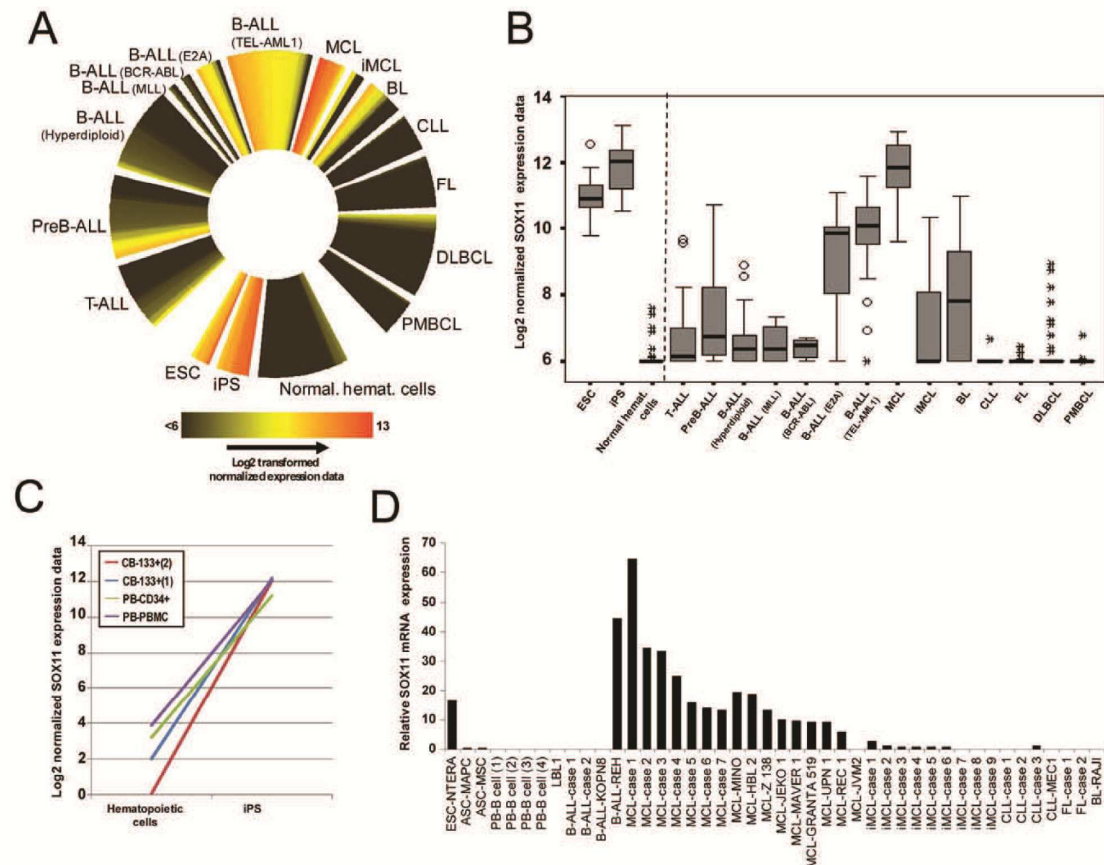 A
B-ALL
(TEL-AML1)
B-ALL (E2A)
B-ALL (BCR-ABL)
B-ALL (MLL)
B-ALL
(Hyperdiploid)
PreB-ALL
T-ALL
ESC
iPS
Normal. hemat. cells
PMBCL
DLBCL
FL
CLL
BL
iMCL
MCL
<6
13
Log2 transformed
normalized expression data
B
Log2 normalized SOX11 expression data
14
12
10
8
6
ESC
iPS
Normal hemat.
cells
T-ALL
PreB-ALL
B-ALL
(Hyperdiploid)
B-ALL (MLL)
B-ALL
(BCR-ABL)
B-ALL (E2A)
B-ALL
(TEL-AML1)
MCL
iMCL
BL
CLL
FL
DLBCL
PMBCL
C
Log2 normalized SOX11 expression data
14
12
10
8
6
4
2
0
CB-133+(2)
CB-133+(1)
PB-CD34+
PB-PBMC
Hematopoietic
cells
iPS
D
Relative SOX11 mRNA expression
70
60
50
40
30
20
10
0
ESC-NTERA
ASC-MAPC
ASC-MSC
PB-B cell (1)
PB-B cell (2)
PB-B cell (3)
PB-B cell (4)
LBL1
B-ALL-case 1
B-ALL-case 2
B-ALL-KOPN8
B-ALL-REH
MCL-case 1
MCL-case 2
MCL-case 3
MCL-case 4
MCL-case 5
MCL-case 6
MCL-case 7
MCL-MINO
MCL-HBL 2
MCL-Z 138
MCL-JEKO 1
MCL-MAVER 1
MCL-GRANTA 519
MCL-UPN 1
MCL-REC 1
MCL-JVM2
iMCL-case 1
iMCL-case 2
iMCL-case 3
iMCL-case 4
iMCL-case 5
iMCL-case 6
iMCL-case 7
iMCL-case 8
iMCL-case 9
CLL-case 1
CLL-case 2
CLL-case 3
CLL-MEC1
FL-case 1
FL-case 2
BL-RAJI